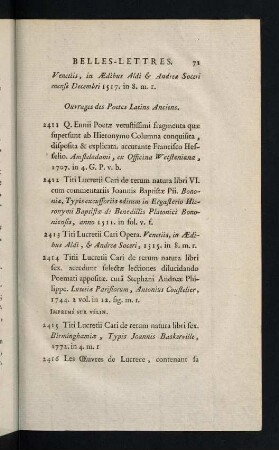 BELLES-LETTRES. 71
Venetiis, in Ædibus Aldi & Andreæ Soceri
mense Decembri 1517. in 8. m. r.
Ouvrages des Poetes Latins Anciens.
2411 Q. Ennii Poetæ vetustissimi fragmenta quæ
supersunt ab Hieronymo Columna conquisita,
disposita & explicata. accurante Francisco Hes-
selio. Amstelodami, ex Officina Wetsteniana,
1707. in 4. G. P. v. b.
2412 Titi Lucretii Cari de rerum natura libri VI.
cum commentariis Joannis Baptistæ Pii. Bono-
niæ, Typis excussoriis editum in Ergasterio Hie-
ronymi Baptistæ de Benedictis Platonici Bono-
niensis, anno 1511. in fol. v. f.
2413 Titi Lucretii Cari Opera. Venetiis, in Ædi-
bus Aldi, & Andreæ Soceri, 1515. in 8. m. r.
2414 Titi Lucretii Cari de rerum natura libri
sex. accedunt selectæ lectiones dilucidando
Poemati appositæ. curâ Stephani Andreæ Phi-
lippe. Lutetiæ Parisiorum, Antonius Coustelier,
1744. 2 vol. in 12. fig. m. r.
IMPRIMÉ SUR VÉLIN.
2415 Titi Lucretii Cari de rerum natura libri sex.
Birminghamiæ, Typis Joannis Baskerville,
1772. in 4. m. r
2416 Les Œuvres de Lucrece, contenant sa